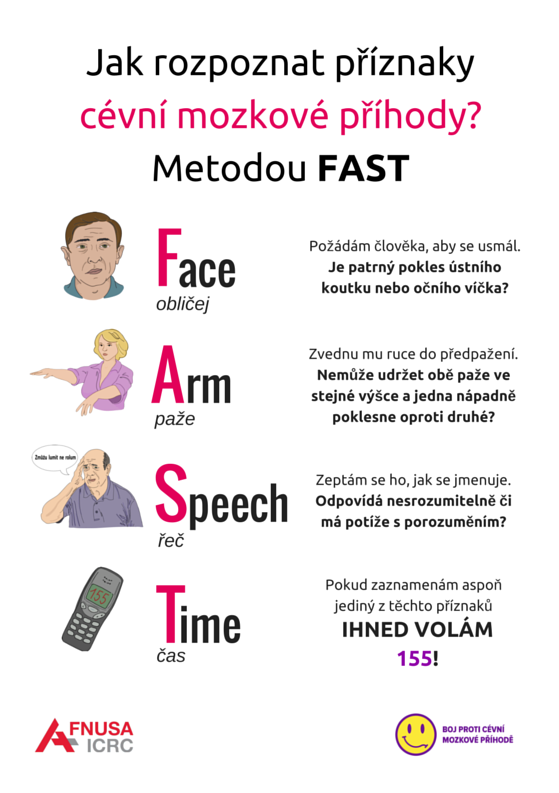 Jak rozpoznat příznaky
cévní mozkové příhody?
Metodou FAST
Face
obličej
Požádám člověka, aby se usmál.
Je patrný pokles ústního
koutku nebo očního víčka?
Arm
paže
Zvednu mu ruce do předpažení.
Nemůže udržet obě paže ve
stejné výšce a jedna nápadně
poklesne oproti druhé?
Zmizlu lumit ne rolum
Speech
řeč
Zeptám se ho, jak se jmenuje.
Odpovídá nesrozumitelně či
má potíže s porozuměním?
155
Time
čas
Pokud zaznamenám aspoň
jediný z těchto příznaků
IHNED VOLÁM
155!
FNUSA
ICRC
BOJ PROTI CÉVNÍ
MOZKOVÉ PŘÍHODĚ